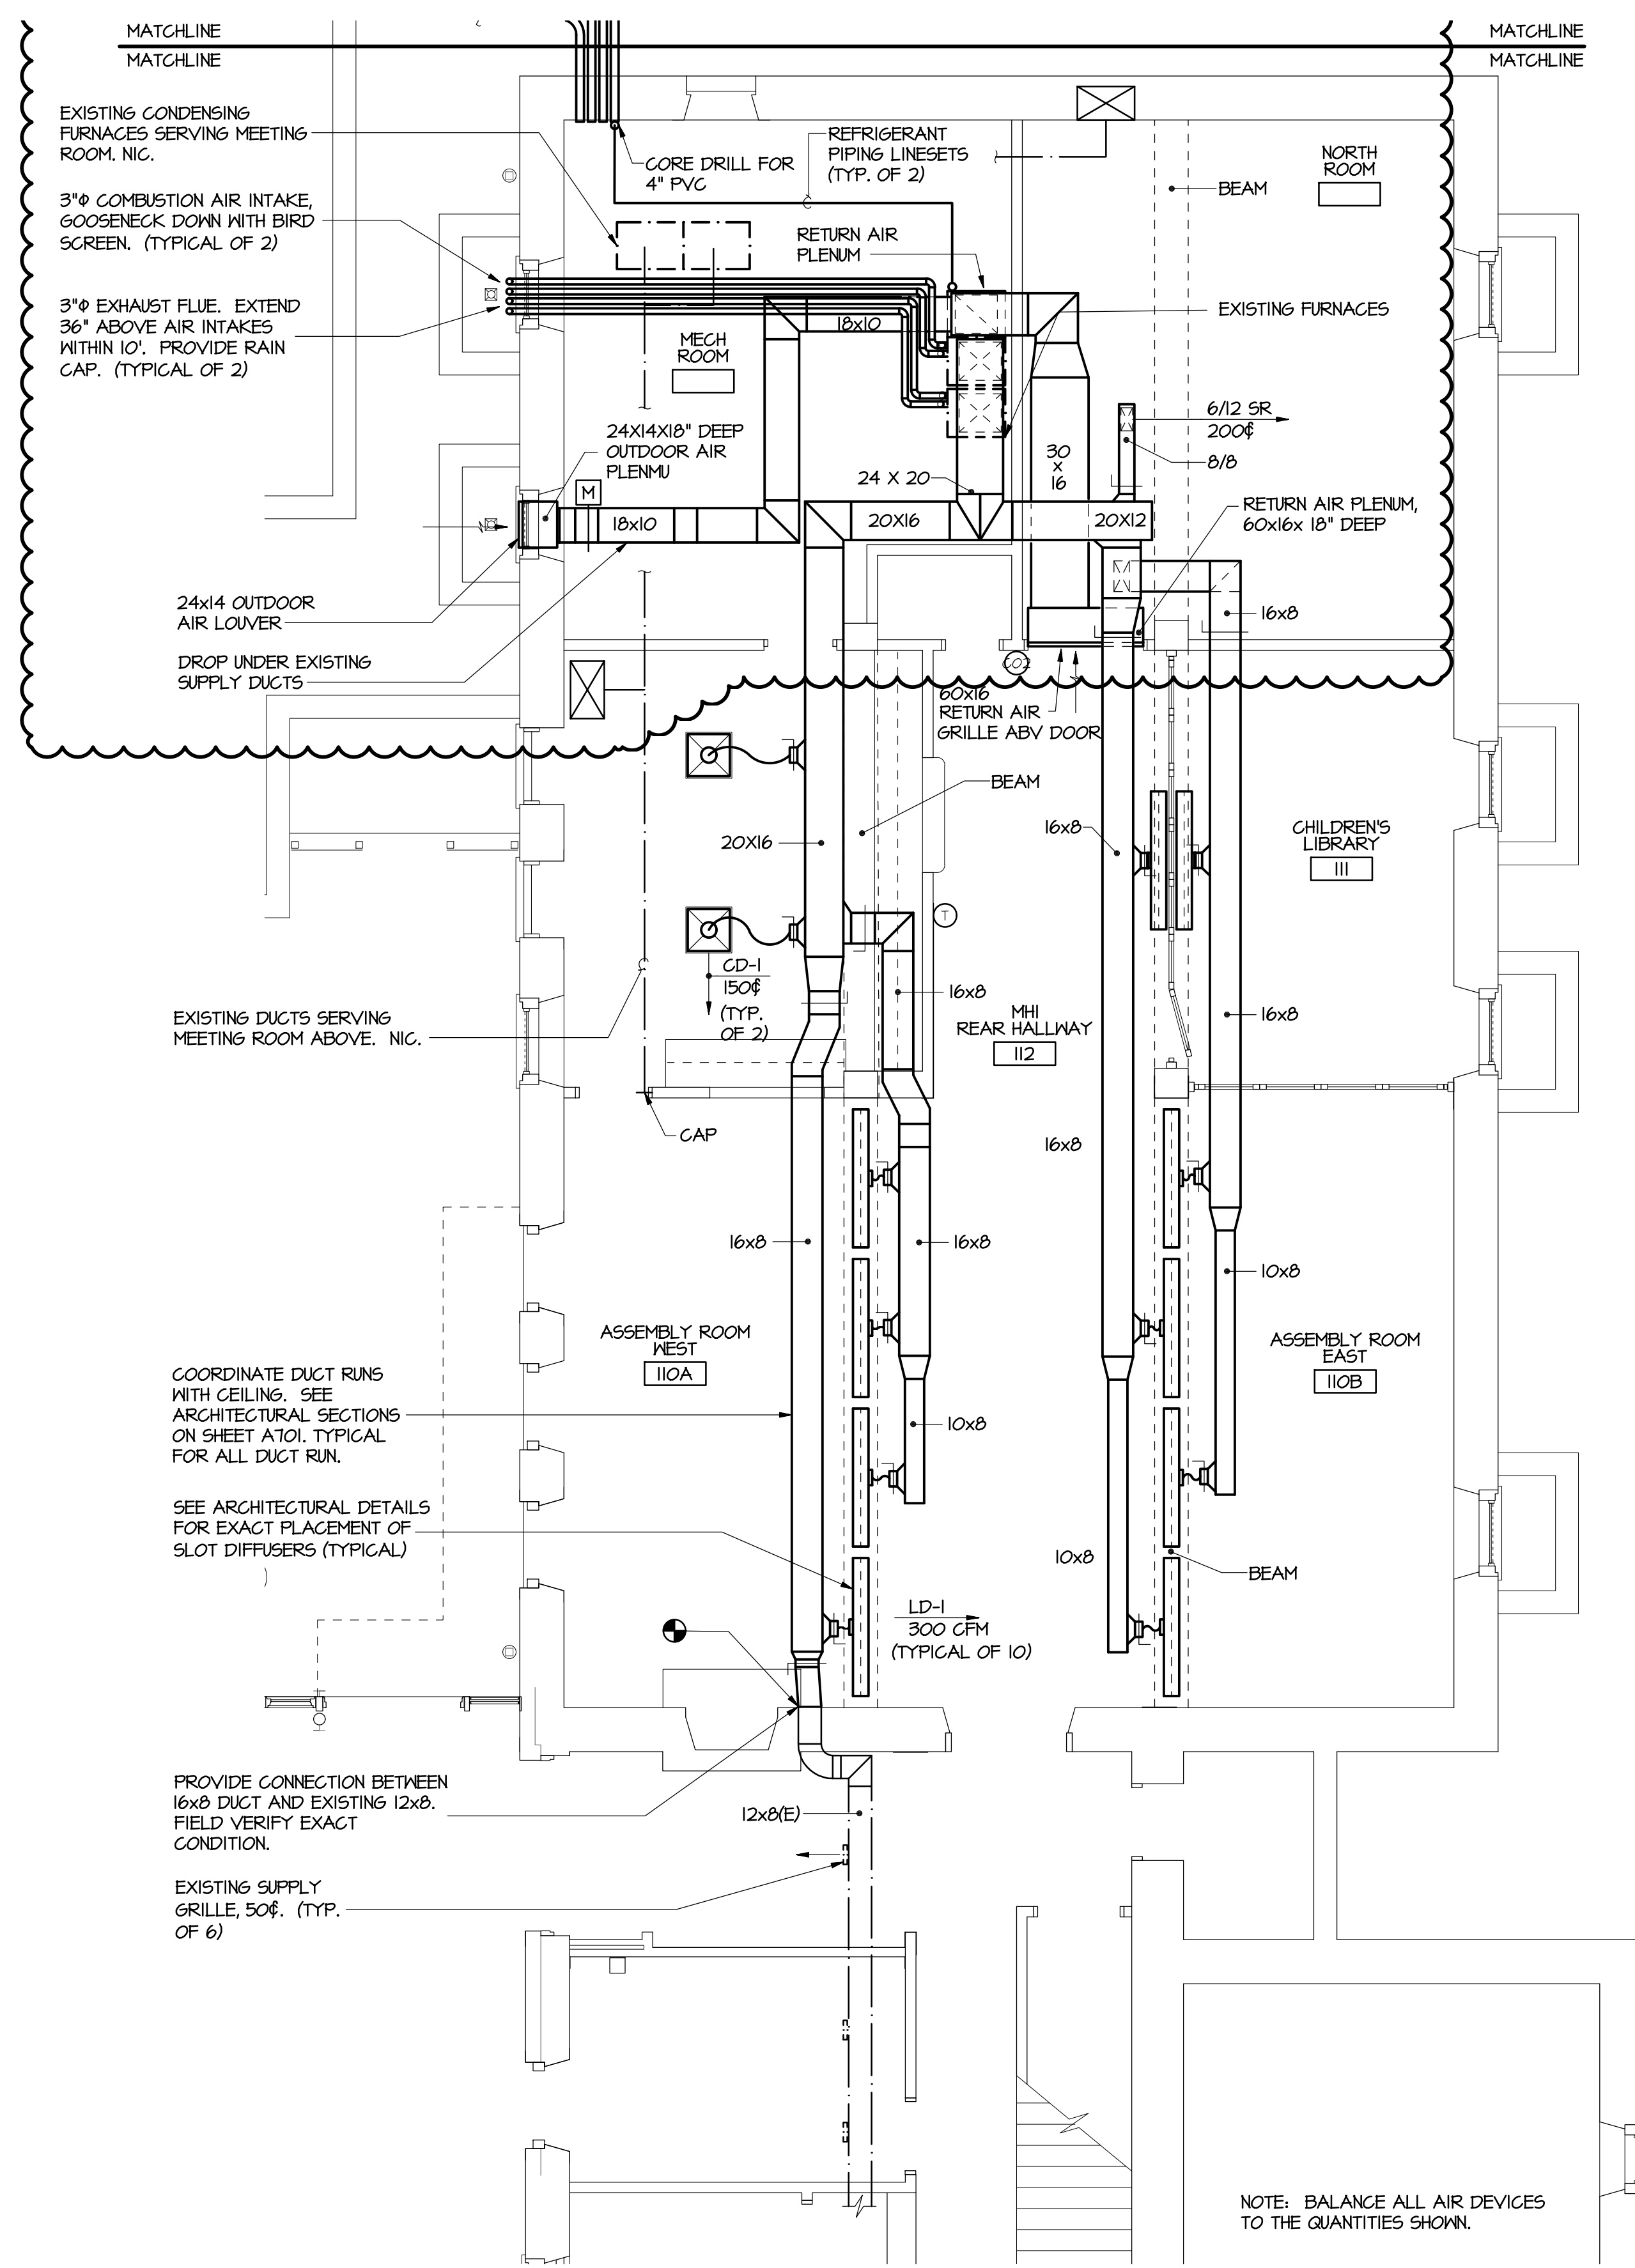 MATCHLINE
MATCHLINE
MATCHLINE
MATCHLINE
EXISTING CONDENSING
FURNACES SERVING MEETING
ROOM. NIC.
3"Φ COMBUSTION AIR INTAKE,
GOOSENECK DOWN WITH BIRD
SCREEN. (TYPICAL OF 2)
3"Φ EXHAUST FLUE. EXTEND
36" ABOVE AIR INTAKES
WITHIN 10'. PROVIDE RAIN
CAP. (TYPICAL OF 2)
CORE DRILL FOR
4" PVC
REFRIGERANT
PIPING LINESETS
(TYP. OF 2)
NORTH
ROOM
BEAM
RETURN AIR
PLENUM
EXISTING FURNACES
18x10
MECH
ROOM
24X14X18" DEEP
OUTDOOR AIR
PLENMU
M
18x10
24 X 20
30
x
16
6/12 SR
200₵
8/8
20X16
20X12
RETURN AIR PLENUM,
60x16x 18" DEEP
24x14 OUTDOOR
AIR LOUVER
16x8
DROP UNDER EXISTING
SUPPLY DUCTS
CO2
60x16
RETURN AIR
GRILLE ABV DOOR
BEAM
20X16
16x8
CHILDREN'S
LIBRARY
111
T
CD-1
150₵
(TYP.
OF 2)
16x8
EXISTING DUCTS SERVING
MEETING ROOM ABOVE. NIC.
MH1
REAR HALLWAY
112
16x8
CAP
16x8
16x8
16x8
10x8
ASSEMBLY ROOM
WEST
110A
ASSEMBLY ROOM
EAST
110B
COORDINATE DUCT RUNS
WITH CEILING. SEE
ARCHITECTURAL SECTIONS
ON SHEET A701. TYPICAL
FOR ALL DUCT RUN.
10x8
SEE ARCHITECTURAL DETAILS
FOR EXACT PLACEMENT OF
SLOT DIFFUSERS (TYPICAL)
10x8
BEAM
LD-1
300 CFM
(TYPICAL OF 10)
PROVIDE CONNECTION BETWEEN
16x8 DUCT AND EXISTING 12x8.
FIELD VERIFY EXACT
CONDITION.
12x8(E)
EXISTING SUPPLY
GRILLE, 50₵. (TYP.
OF 6)
NOTE: BALANCE ALL AIR DEVICES
TO THE QUANTITIES SHOWN.